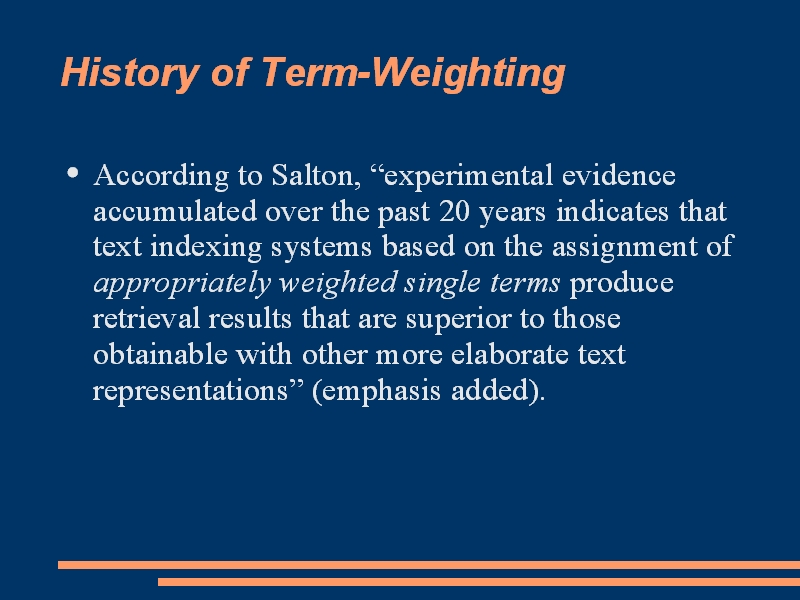 History of Term-Weighting
• According to Salton, “experimental evidence
accumulated over the past 20 years indicates that
text indexing systems based on the assignment of
appropriately weighted single terms produce
retrieval results that are superior to those
obtainable with other more elaborate text
representations” (emphasis added).